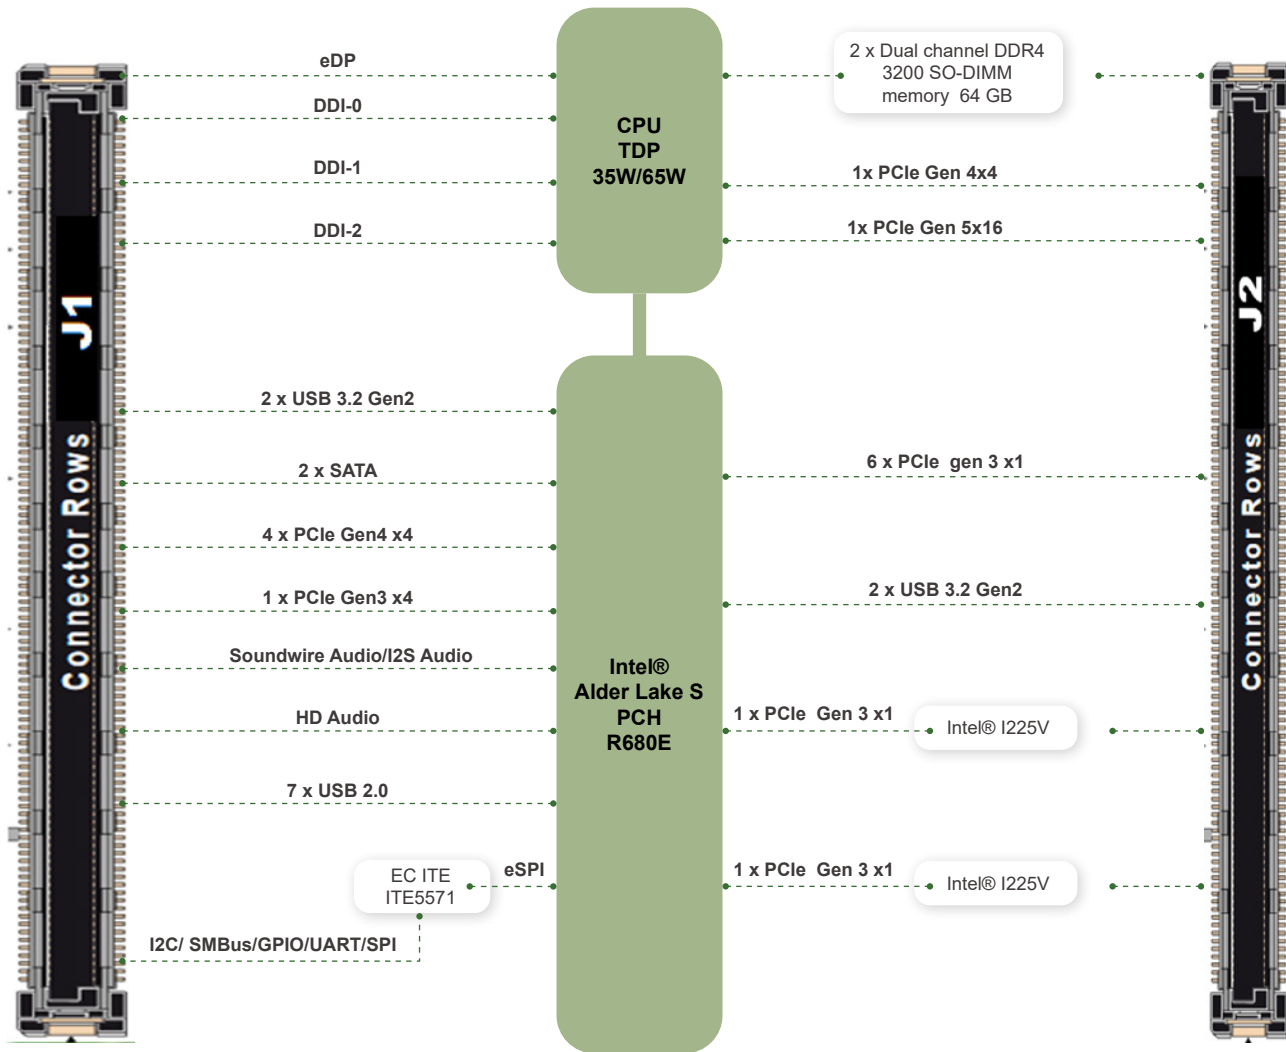 eDP
DDI-0
DDI-1
DDI-2
CPU
TDP
35W/65W
2 x Dual channel DDR4
3200 SO-DIMM
memory 64 GB
1x PCIe Gen 4x4
1x PCIe Gen 5x16
J1
Connector Rows
J2
Connector Rows
2 x USB 3.2 Gen2
2 x SATA
4 x PCIe Gen4 x4
1 x PCIe Gen3 x4
Soundwire Audio/I2S Audio
HD Audio
7 x USB 2.0
eSPI
EC ITE
ITE5571
I2C/ SMBus/GPIO/UART/SPI
Intel®
Alder Lake S
PCH
R680E
6 x PCIe gen 3 x1
2 x USB 3.2 Gen2
1 x PCIe Gen 3 x1
Intel® I225V
1 x PCIe Gen 3 x1
Intel® I225V